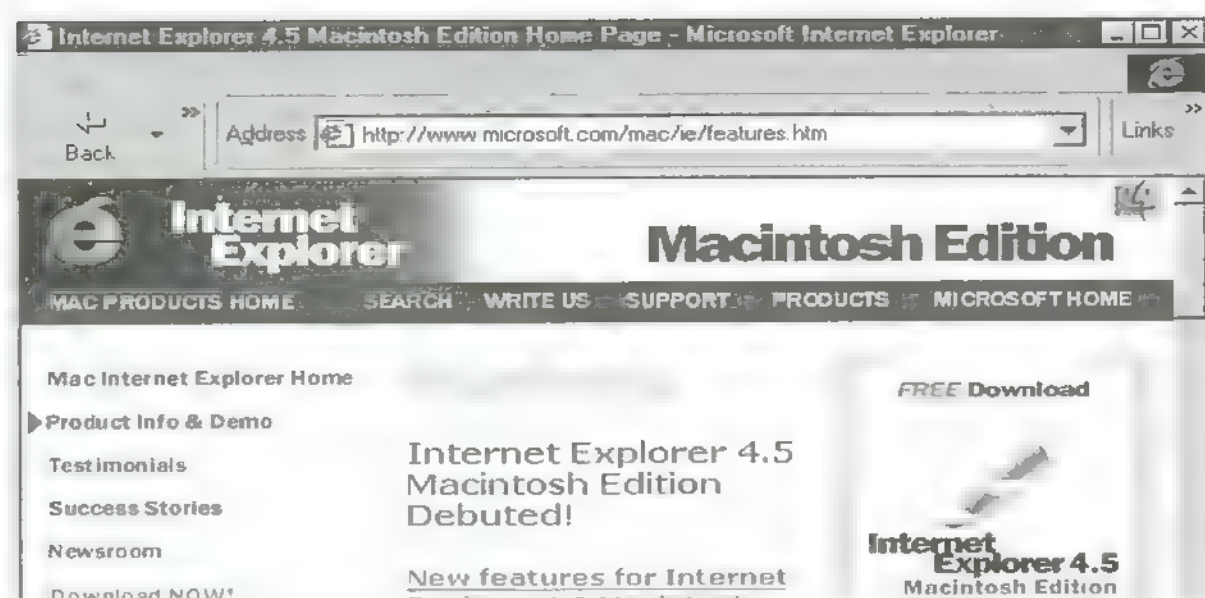 Internet Explorer 4.5 Macintosh Edition Home Page - Microsoft Internet Explorer
Back
»
Address
http://www.microsoft.com/mac/ie/features.htm
Links
»
Internet
Explorer
Macintosh Edition
MAC PRODUCTS HOME SEARCH WRITE US SUPPORT PRODUCTS MICROSOFT HOME
Mac Internet Explorer Home
Product Info & Demo
Testimonials
Success Stories
Newsroom
Download NOW!
Internet Explorer 4.5
Macintosh Edition
Debuted!
New features for Internet
FREE Download
Internet
Explorer 4.5
Macintosh Edition